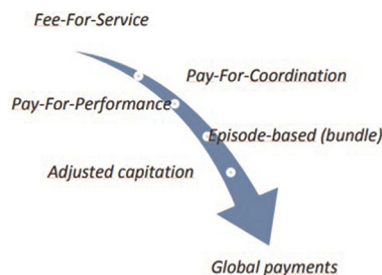 Fee-For-Service
Pay-For-Coordination
Pay-For-Performance
Episode-based (bundle)
Adjusted capitation
Global payments